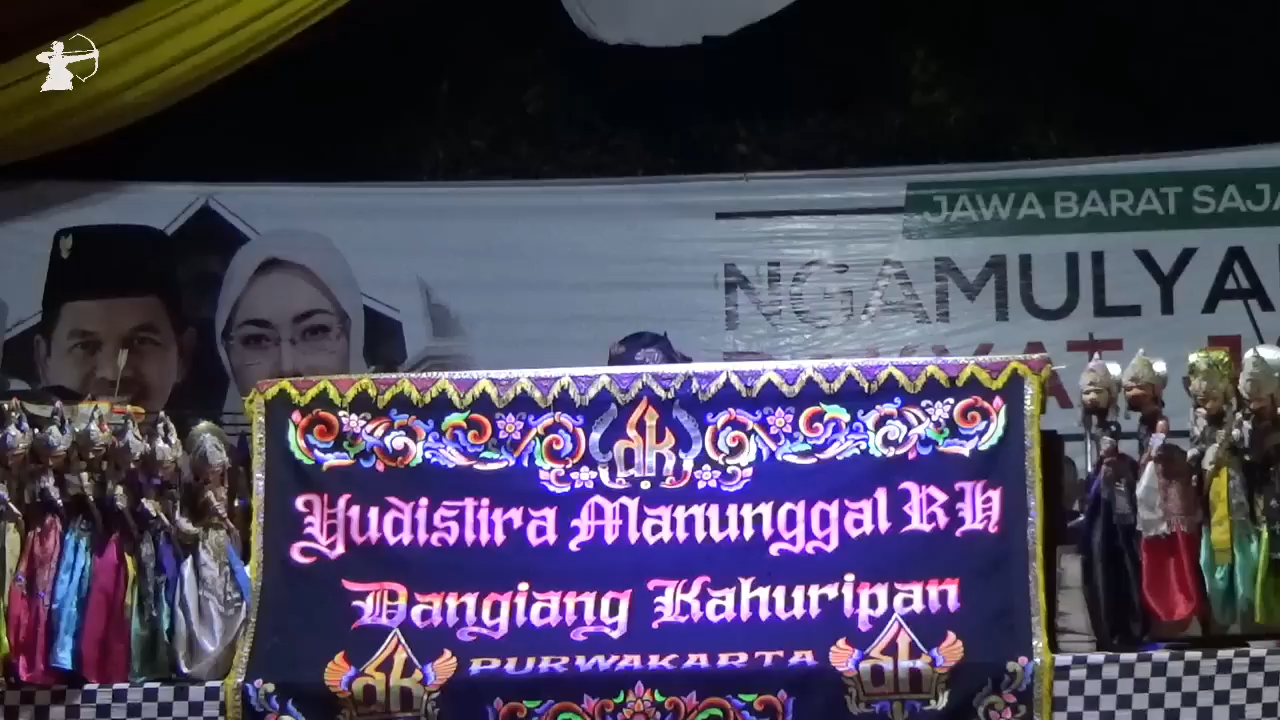 JAWA BARAT SAJA
NGAMULYA
dk
Yudistira Manunggal RH
Dangiang Kahuripan
PURWAKARTA
dk
dk